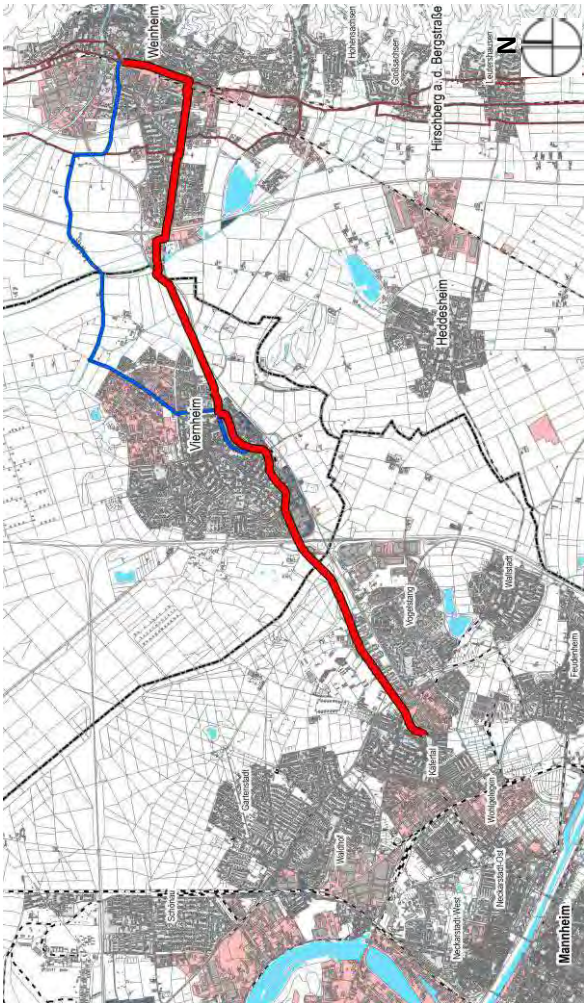 Weinheim
Hohensachsen
Großsachsen
Hirschberg a. d. Bergstraße
Leutershausen
N
Viernheim
Heddesheim
Vogelstang
Wallstadt
Feudenheim
Käfertal
Gartenstadt
Waldhof
Schönau
Wohlgelegen
Neckarstadt-West
Neckarstadt-Ost
Mannheim